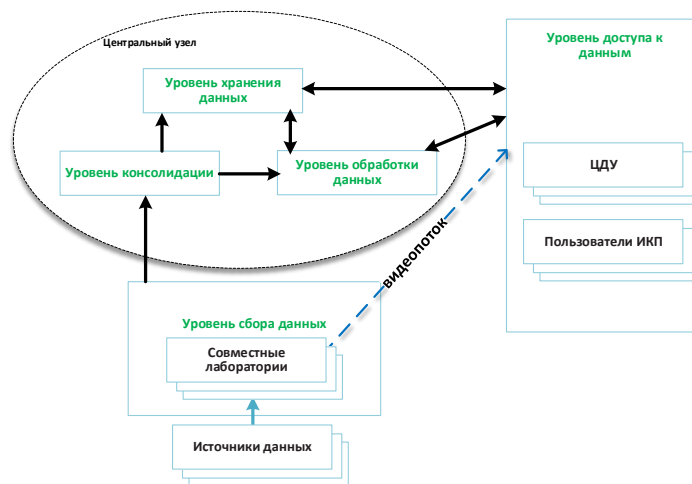 Центральный узел
Уровень хранения
данных
Уровень консолидации
Уровень обработки
данных
Уровень доступа к
данным
ЦДУ
Пользователи ИКП
видеопоток
Уровень сбора данных
Совместные
лаборатории
Источники данных